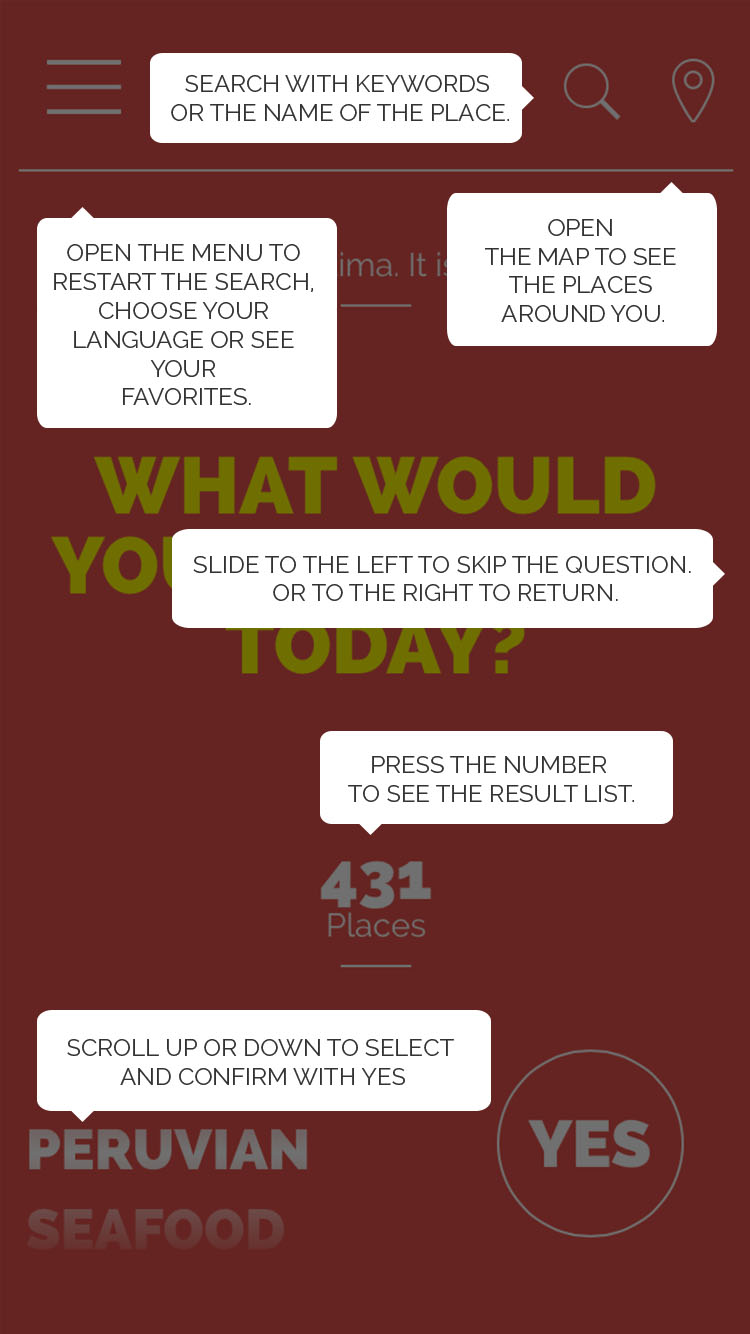 SEARCH WITH KEYWORDS
OR THE NAME OF THE PLACE.
OPEN THE MENU TO
RESTART THE SEARCH,
CHOOSE YOUR
LANGUAGE OR SEE
YOUR
FAVORITES.
OPEN
THE MAP TO SEE
THE PLACES
AROUND YOU.
ima. It is
WHAT WOULD
YOU
SLIDE TO THE LEFT TO SKIP THE QUESTION.
OR TO THE RIGHT TO RETURN.
TODAY?
PRESS THE NUMBER
TO SEE THE RESULT LIST.
431
Places
SCROLL UP OR DOWN TO SELECT
AND CONFIRM WITH YES
PERUVIAN
YES
SEAFOOD